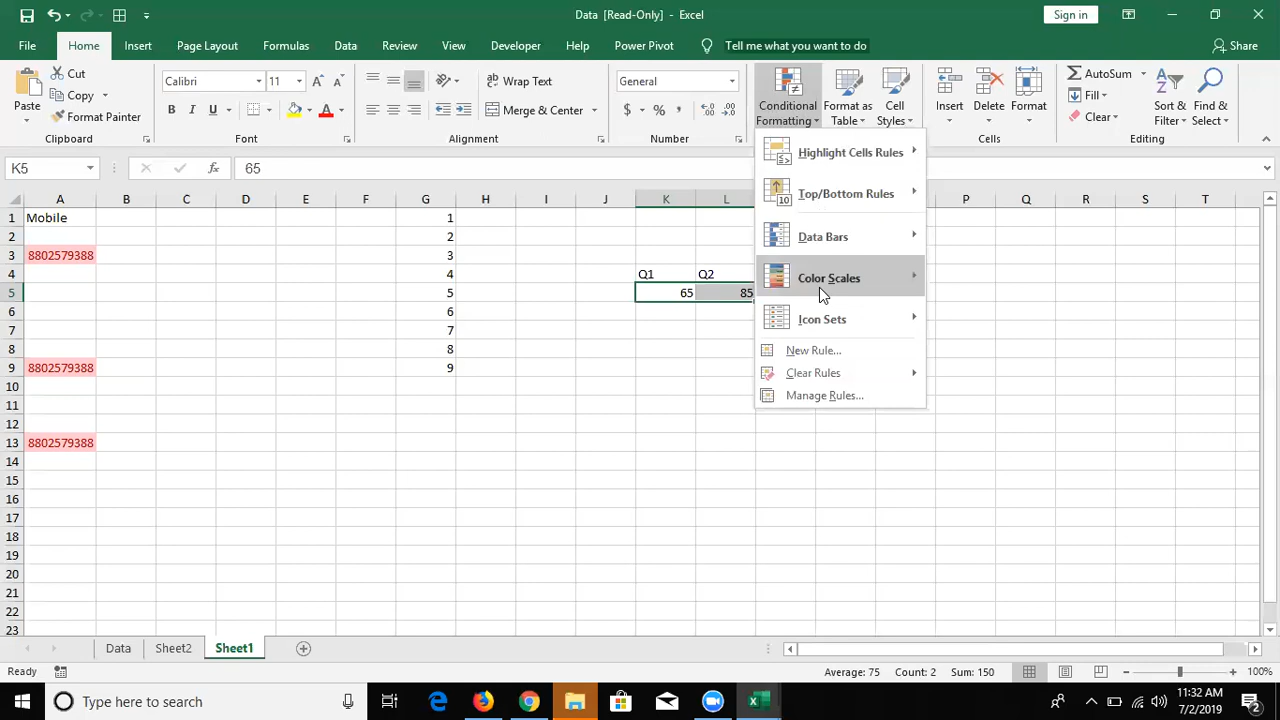 Data [Read-Only] - Excel
Sign in
File Home Insert Page Layout Formulas Data Review View Developer Help Power Pivot Tell me what you want to do Share
Paste
Cut
Copy
Format Painter
Clipboard
Calibri 11
B I U
Font
Wrap Text
Merge & Center
Alignment
General
$ % ,
Number
Conditional Formatting
Format as Table
Cell Styles
Insert Delete Format
Cells
AutoSum
Fill
Clear
Sort & Filter
Find & Select
Editing
K5 fx 65
Highlight Cells Rules
Top/Bottom Rules
Data Bars
Color Scales
Icon Sets
New Rule...
Clear Rules
Manage Rules...
A B C D E F G H I J K L P Q R S T
1 Mobile 1
2 2
3 8802579388 3
4 4 Q1 Q2
5 5 65 85
6 6
7 7
8 8
9 8802579388 9
10
11
12
13 8802579388
14
15
16
17
18
19
20
21
22
23
Data Sheet2 Sheet1
Ready Average: 75 Count: 2 Sum: 150 100%
Type here to search
11:32 AM
7/2/2019
2